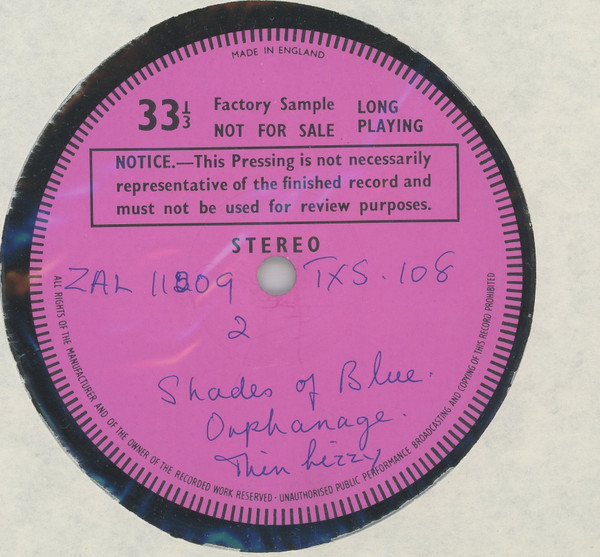 MADE IN ENGLAND
33⅓ Factory Sample LONG
NOT FOR SALE PLAYING
NOTICE.—This Pressing is not necessarily
representative of the finished record and
must not be used for review purposes.
STEREO
ZAL 11209 TXS. 108
2
Shades of Blue.
Orphanage.
Thin Lizzy
ALL RIGHTS OF THE MANUFACTURER AND OF THE OWNER OF THE RECORDED WORK RESERVED · UNAUTHORISED PUBLIC PERFORMANCE BROADCASTING AND COPYING OF THIS RECORD PROHIBITED